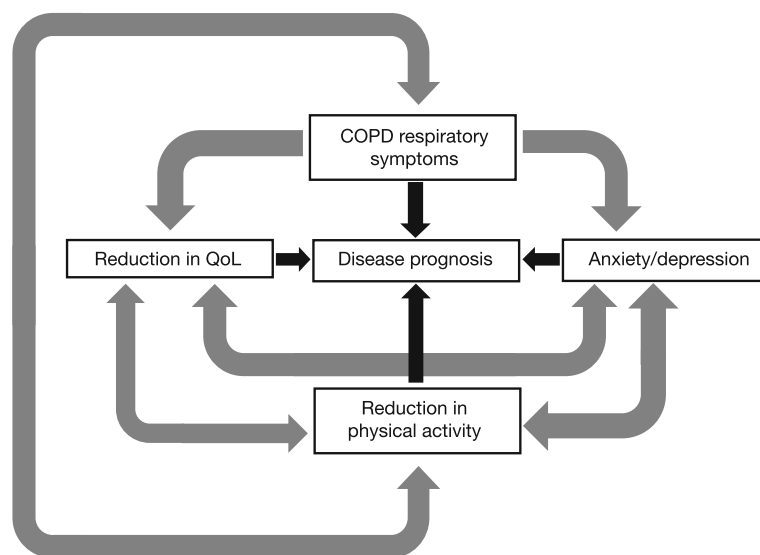 COPD respiratory
symptoms
Reduction in QoL
Disease prognosis
Anxiety/depression
Reduction in
physical activity